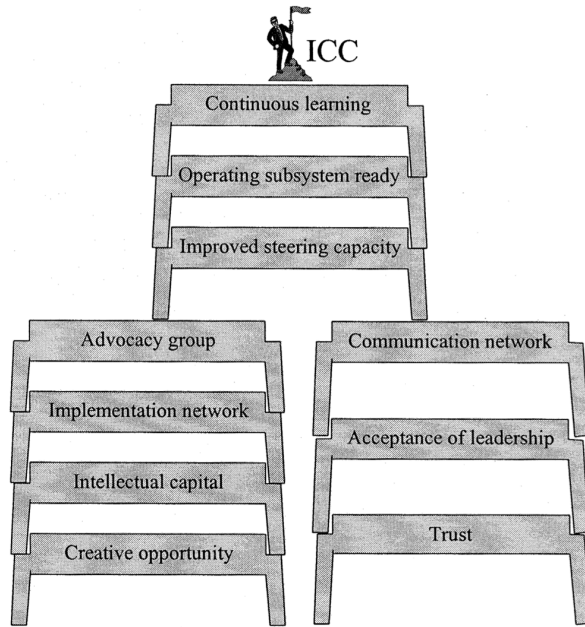 ICC
Continuous learning
Operating subsystem ready
Improved steering capacity
Advocacy group
Implementation network
Intellectual capital
Creative opportunity
Communication network
Acceptance of leadership
Trust